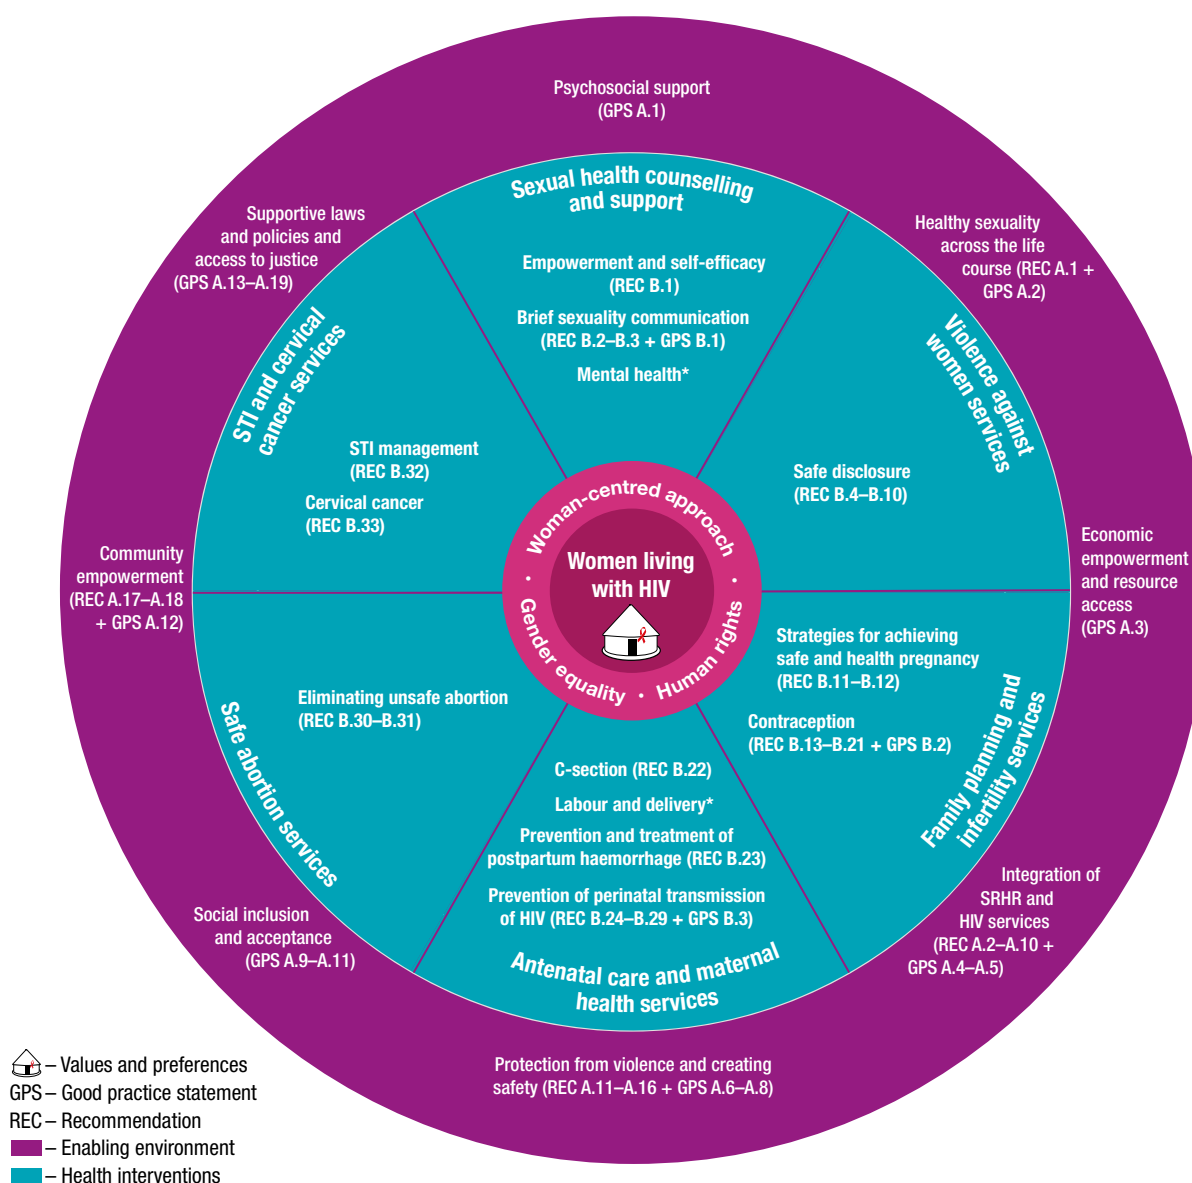 Psychosocial support
(GPS A.1)
Healthy sexuality
across the life
course (REC A.1 +
GPS A.2)
Economic
empowerment
and resource
access
(GPS A.3)
Integration of
SRHR and
HIV services
(REC A.2–A.10 +
GPS A.4–A.5)
Protection from violence and creating
safety (REC A.11–A.16 + GPS A.6–A.8)
Social inclusion
and acceptance
(GPS A.9–A.11)
Community
empowerment
(REC A.17–A.18
+ GPS A.12)
Supportive laws
and policies and
access to justice
(GPS A.13–A.19)
Sexual health counselling
and support
Empowerment and self-efficacy
(REC B.1)
Brief sexuality communication
(REC B.2–B.3 + GPS B.1)
Mental health*
Violence against
women services
Safe disclosure
(REC B.4–B.10)
Family planning and
infertility services
Strategies for achieving
safe and health pregnancy
(REC B.11–B.12)
Contraception
(REC B.13–B.21 + GPS B.2)
C-section (REC B.22)
Labour and delivery*
Prevention and treatment of
postpartum haemorrhage (REC B.23)
Prevention of perinatal transmission
of HIV (REC B.24–B.29 + GPS B.3)
Antenatal care and maternal
health services
Safe abortion services
Eliminating unsafe abortion
(REC B.30–B.31)
STI and cervical
cancer services
STI management
(REC B.32)
Cervical cancer
(REC B.33)
Woman-centred approach
• Human rights
• Gender equality •
Women living
with HIV
– Values and preferences
GPS – Good practice statement
REC – Recommendation
– Enabling environment
– Health interventions